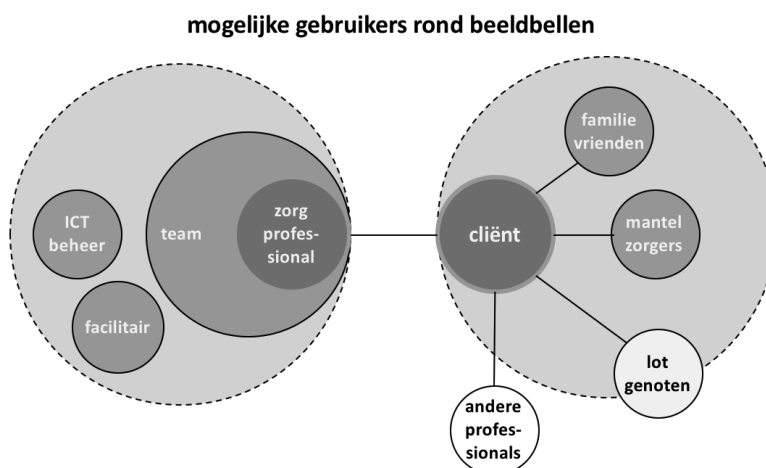 mogelijke gebruikers rond beeldbellen
ICT
beheer
facilitair
team
zorg
profes-
sional
cliënt
familie
vrienden
mantel
zorgers
lot
genoten
andere
profes-
sionals